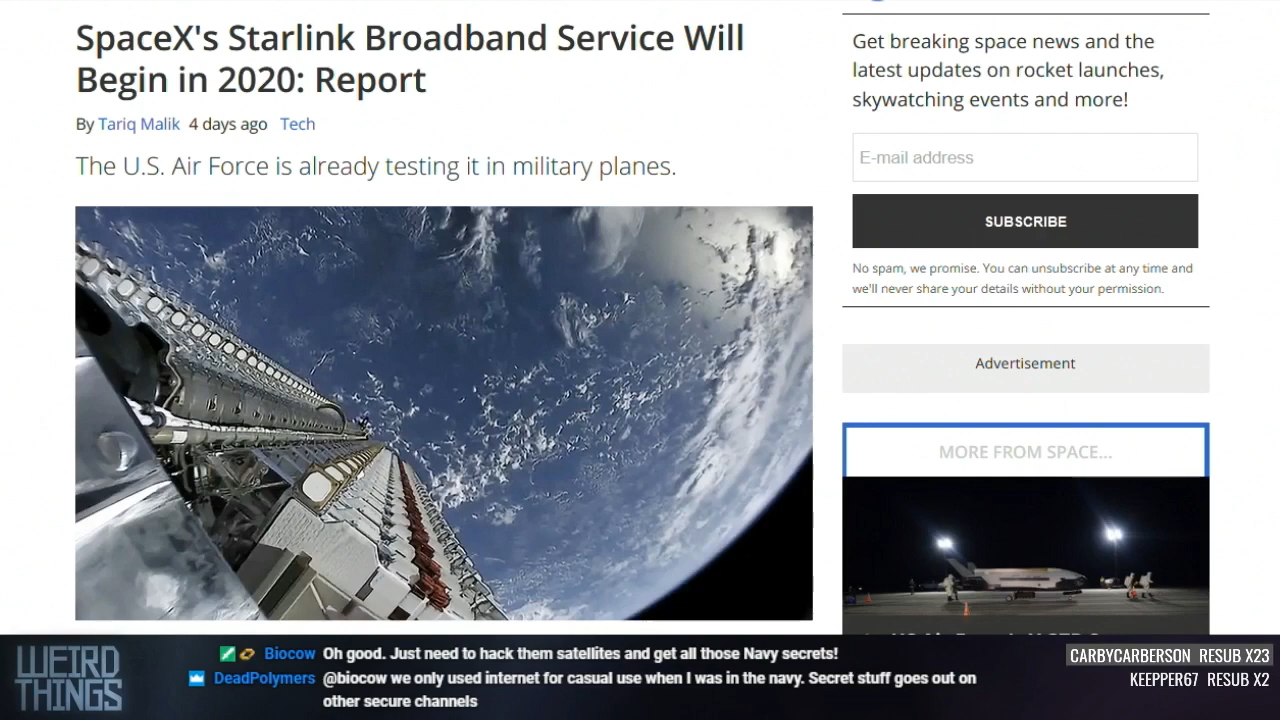 SpaceX's Starlink Broadband Service Will
Begin in 2020: Report
By Tariq Malik 4 days ago Tech
The U.S. Air Force is already testing it in military planes.
Get breaking space news and the
latest updates on rocket launches,
skywatching events and more!
E-mail address
SUBSCRIBE
No spam, we promise. You can unsubscribe at any time and
we'll never share your details without your permission.
Advertisement
MORE FROM SPACE...
WEIRD
THINGS
Biocow Oh good. Just need to hack them satellites and get all those Navy secrets!
DeadPolymers @biocow we only used internet for casual use when I was in the navy. Secret stuff goes out on
other secure channels
CARBYCARBERSON RESUB X23
KEEPPER67 RESUB X2